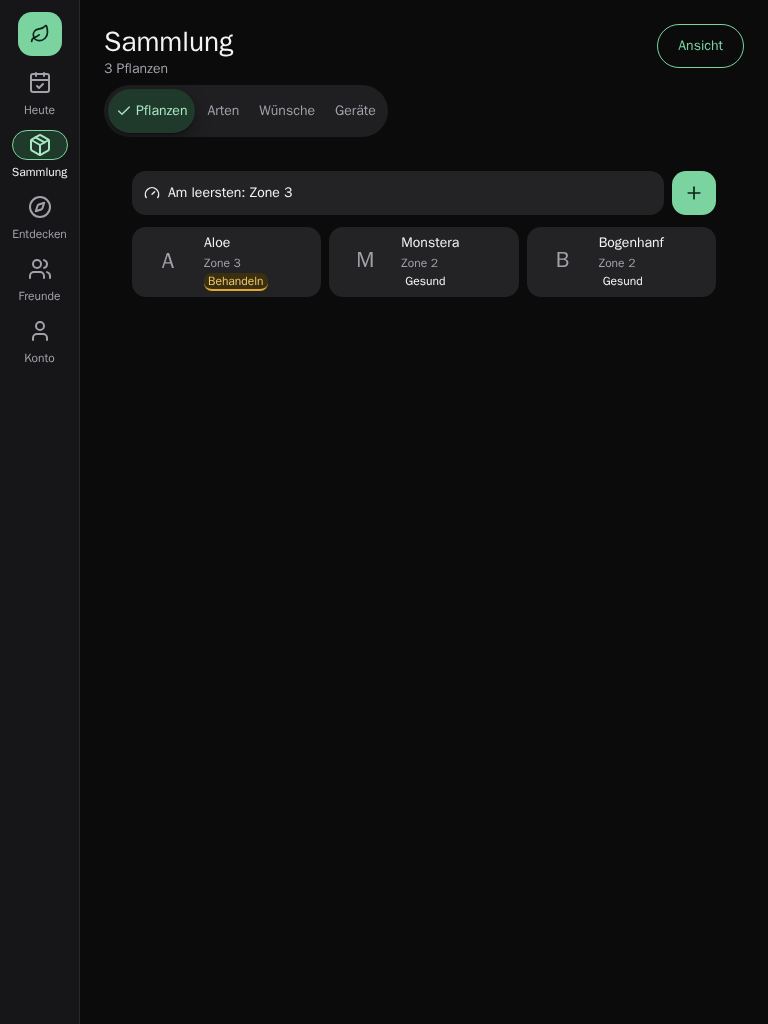 Heute
Sammlung
Entdecken
Freunde
Konto
Sammlung
3 Pflanzen
Ansicht
Pflanzen Arten Wünsche Geräte
Am leersten: Zone 3
A
Aloe
Zone 3
Behandeln
M
Monstera
Zone 2
Gesund
B
Bogenhanf
Zone 2
Gesund